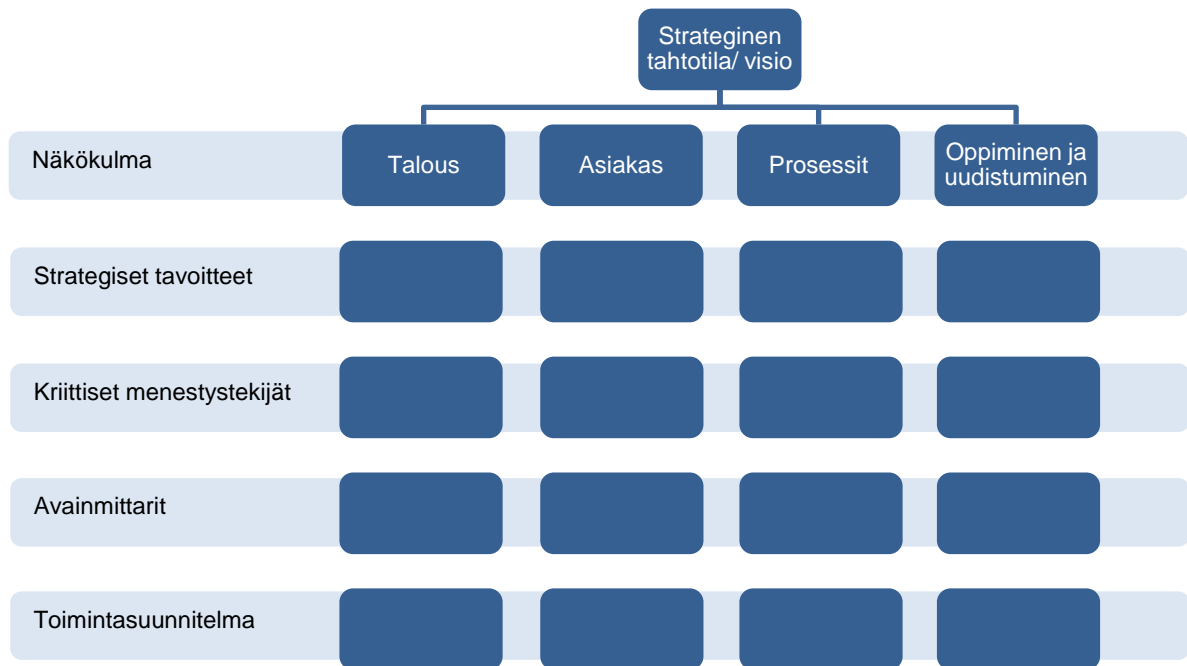 Strateginen
tahtotila/ visio
Näkökulma
Talous
Asiakas
Prosessit
Oppiminen ja
uudistuminen
Strategiset tavoitteet
Kriittiset menestystekijät
Avainmittarit
Toimintasuunnitelma